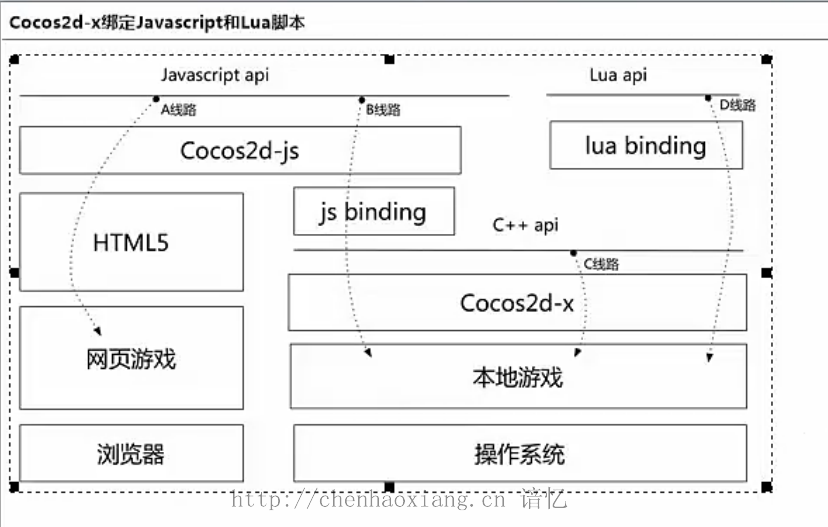 Cocos2d-x绑定Javascript和Lua脚本
Javascript api
Lua api
A线路
B线路
D线路
Cocos2d-js
lua binding
js binding
HTML5
C++ api
C线路
Cocos2d-x
网页游戏
本地游戏
浏览器
操作系统
http://chenhaoxiang.cn 谙忆